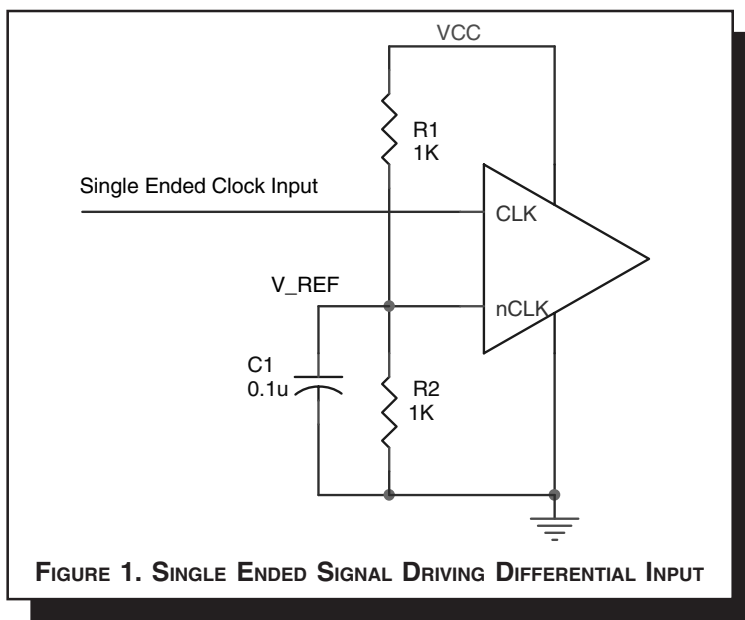 VCC
R1
1K
Single Ended Clock Input
CLK
V_REF
nCLK
C1
0.1u
R2
1K
FIGURE 1. SINGLE ENDED SIGNAL DRIVING DIFFERENTIAL INPUT